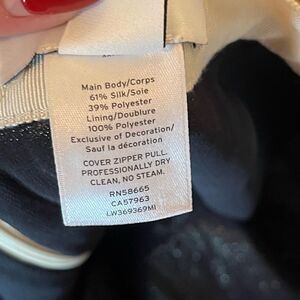 Main Body/Corps
61% Silk/Soie
39% Polyester
Lining/Doublure
100% Polyester
Exclusive of Decoration/
Sauf la décoration
COVER ZIPPER PULL.
PROFESSIONALLY DRY
CLEAN, NO STEAM.
RN58665
CA57963
LW369369MI